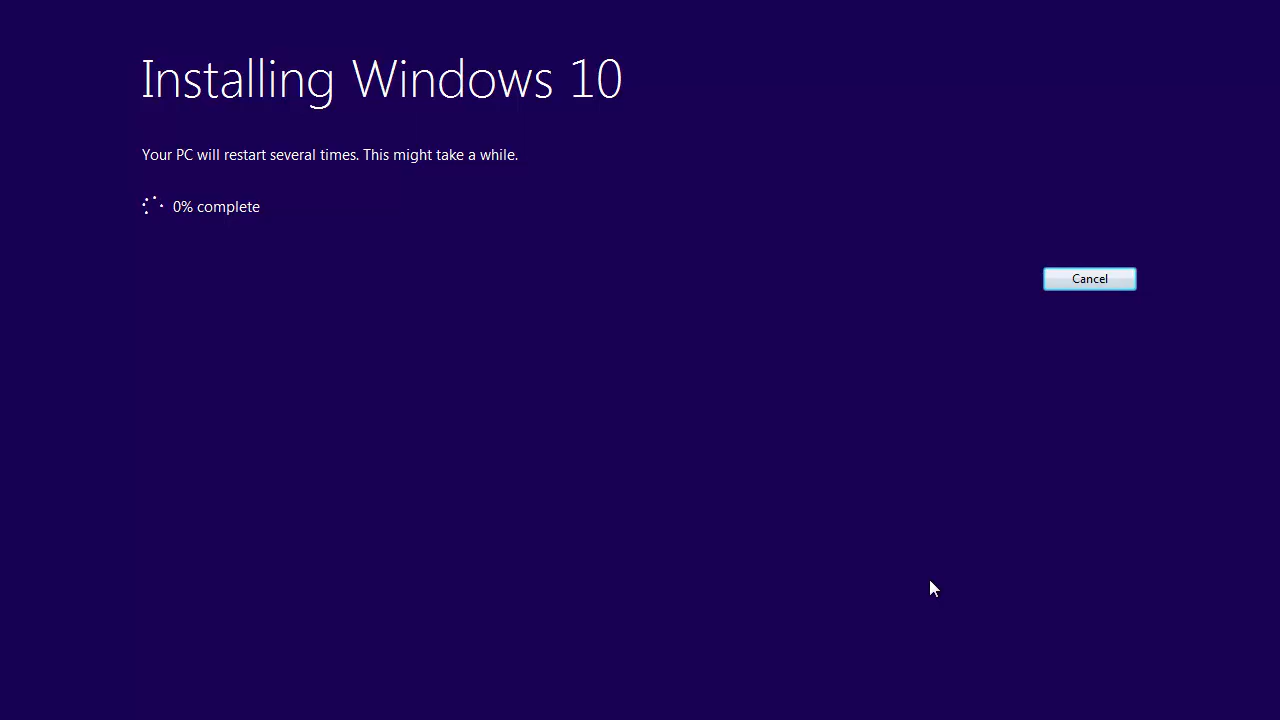 Installing Windows 10
Your PC will restart several times. This might take a while.
0% complete
Cancel